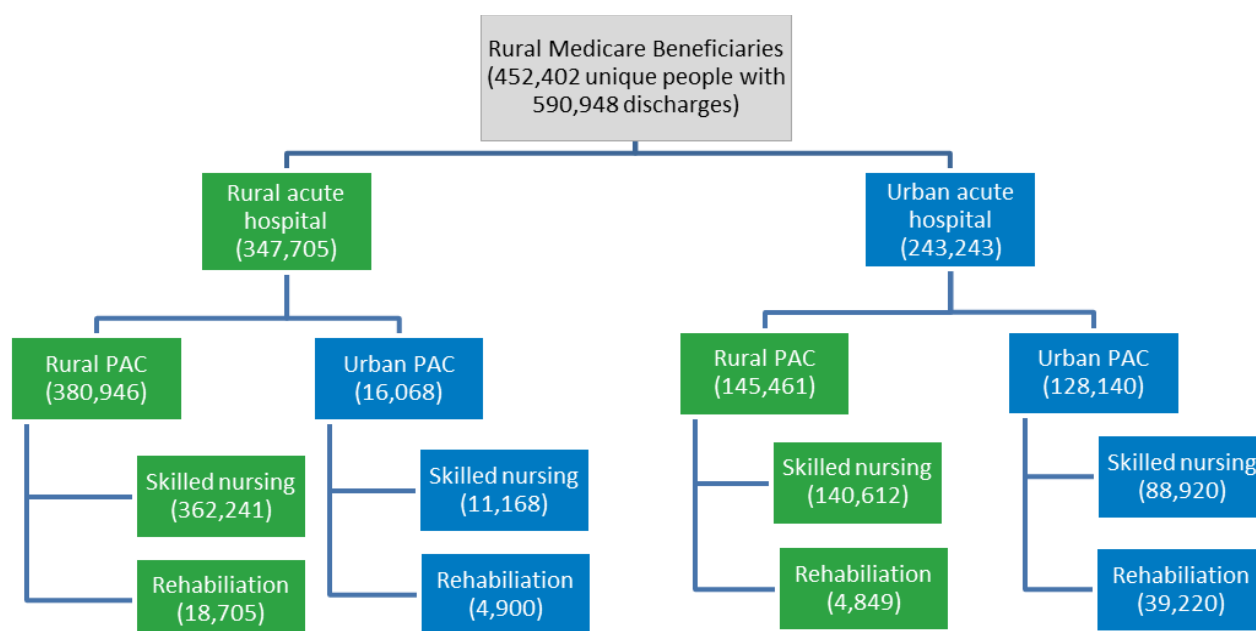 Rural Medicare Beneficiaries
(452,402 unique people with
590,948 discharges)
Rural acute
hospital
(347,705)
Urban acute
hospital
(243,243)
Rural PAC
(380,946)
Urban PAC
(16,068)
Rural PAC
(145,461)
Urban PAC
(128,140)
Skilled nursing
(362,241)
Skilled nursing
(11,168)
Skilled nursing
(140,612)
Skilled nursing
(88,920)
Rehabiliation
(18,705)
Rehabiliation
(4,900)
Rehabiliation
(4,849)
Rehabiliation
(39,220)